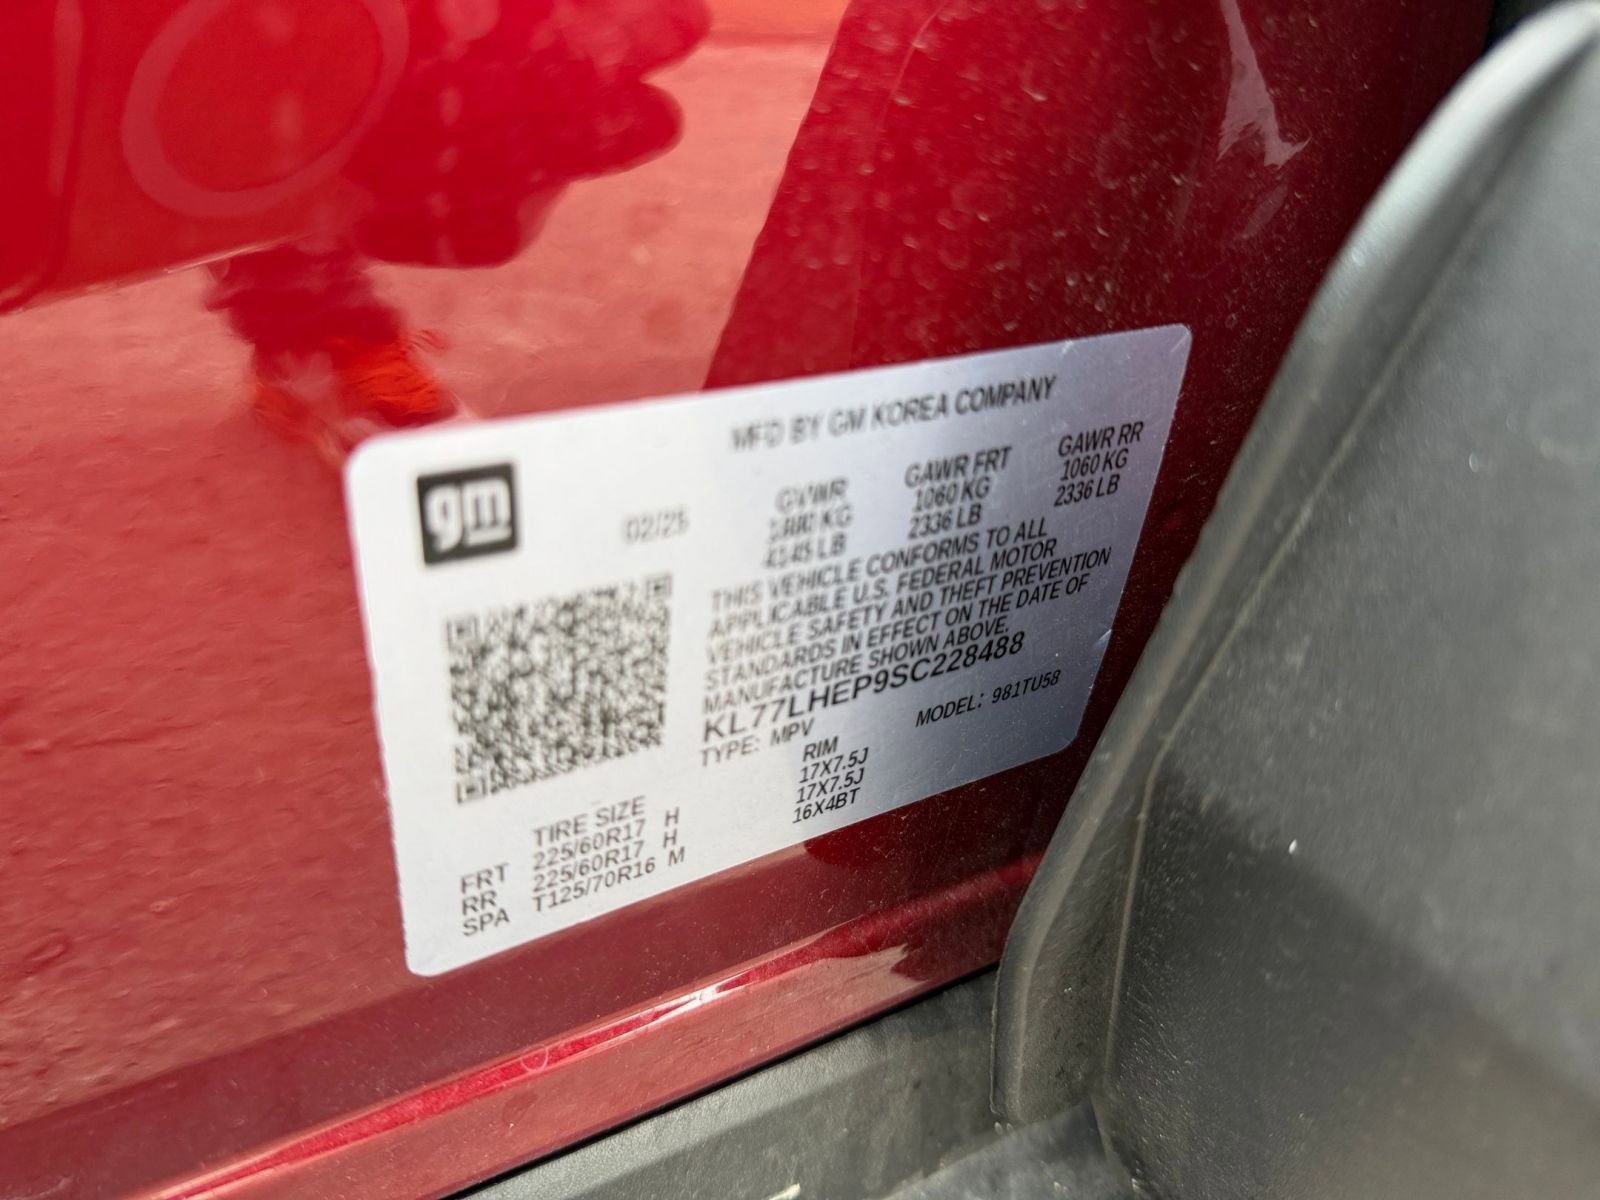 MFD BY GM KOREA COMPANY
gm
02/25
GVWR
GAWR FRT
GAWR RR
KG
1060 KG
1060 KG
LB
2336 LB
2336 LB
THIS VEHICLE CONFORMS TO ALL
APPLICABLE U.S. FEDERAL MOTOR
VEHICLE SAFETY AND THEFT PREVENTION
STANDARDS IN EFFECT ON THE DATE OF
MANUFACTURE SHOWN ABOVE.
KL77LHEP9SC228488
TYPE: MPV
MODEL: 981TU58
TIRE SIZE
RIM
FRT 225/60R17 H 17X7.5J
RR 225/60R17 H 17X7.5J
SPA T125/70R16 M 16X4BT